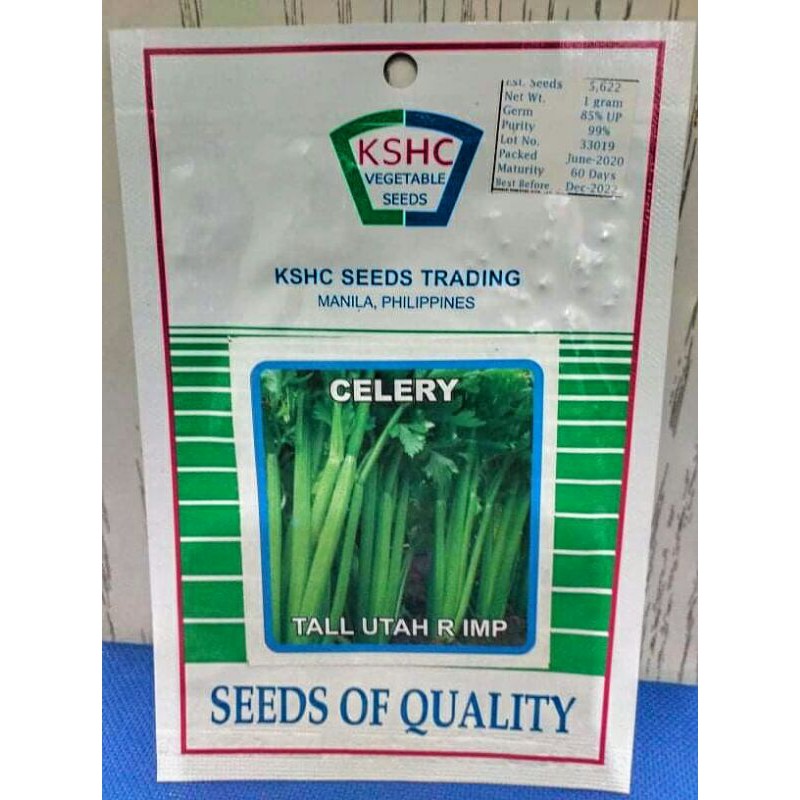 Est. Seeds 5,622
Net Wt. 1 gram
Germ 85% UP
Purity 99%
Lot No. 33019
Packed June-2020
Maturity 60 Days
Best Before Dec-2022
KSHC
VEGETABLE
SEEDS
KSHC SEEDS TRADING
MANILA, PHILIPPINES
CELERY
TALL UTAH R IMP
SEEDS OF QUALITY